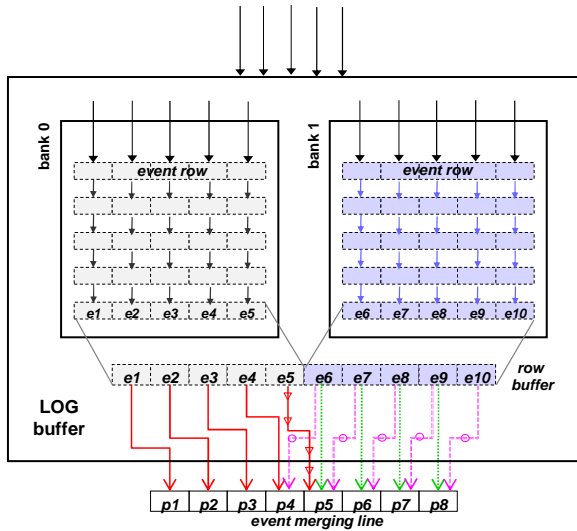 bank 0
bank 1
event row
event row
e1 e2 e3 e4 e5
e6 e7 e8 e9 e10
e1 e2 e3 e4 e5 e6 e7 e8 e9 e10
row
buffer
LOG
buffer
p1 p2 p3 p4 p5 p6 p7 p8
event merging line